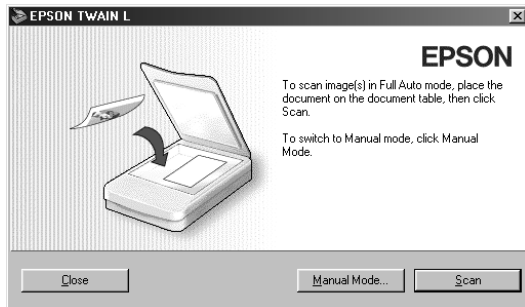 EPSON TWAIN L
EPSON
To scan image(s) in Full Auto mode, place the
document on the document table, then click
Scan.
To switch to Manual mode, click Manual
Mode.
Close
Manual Mode...
Scan